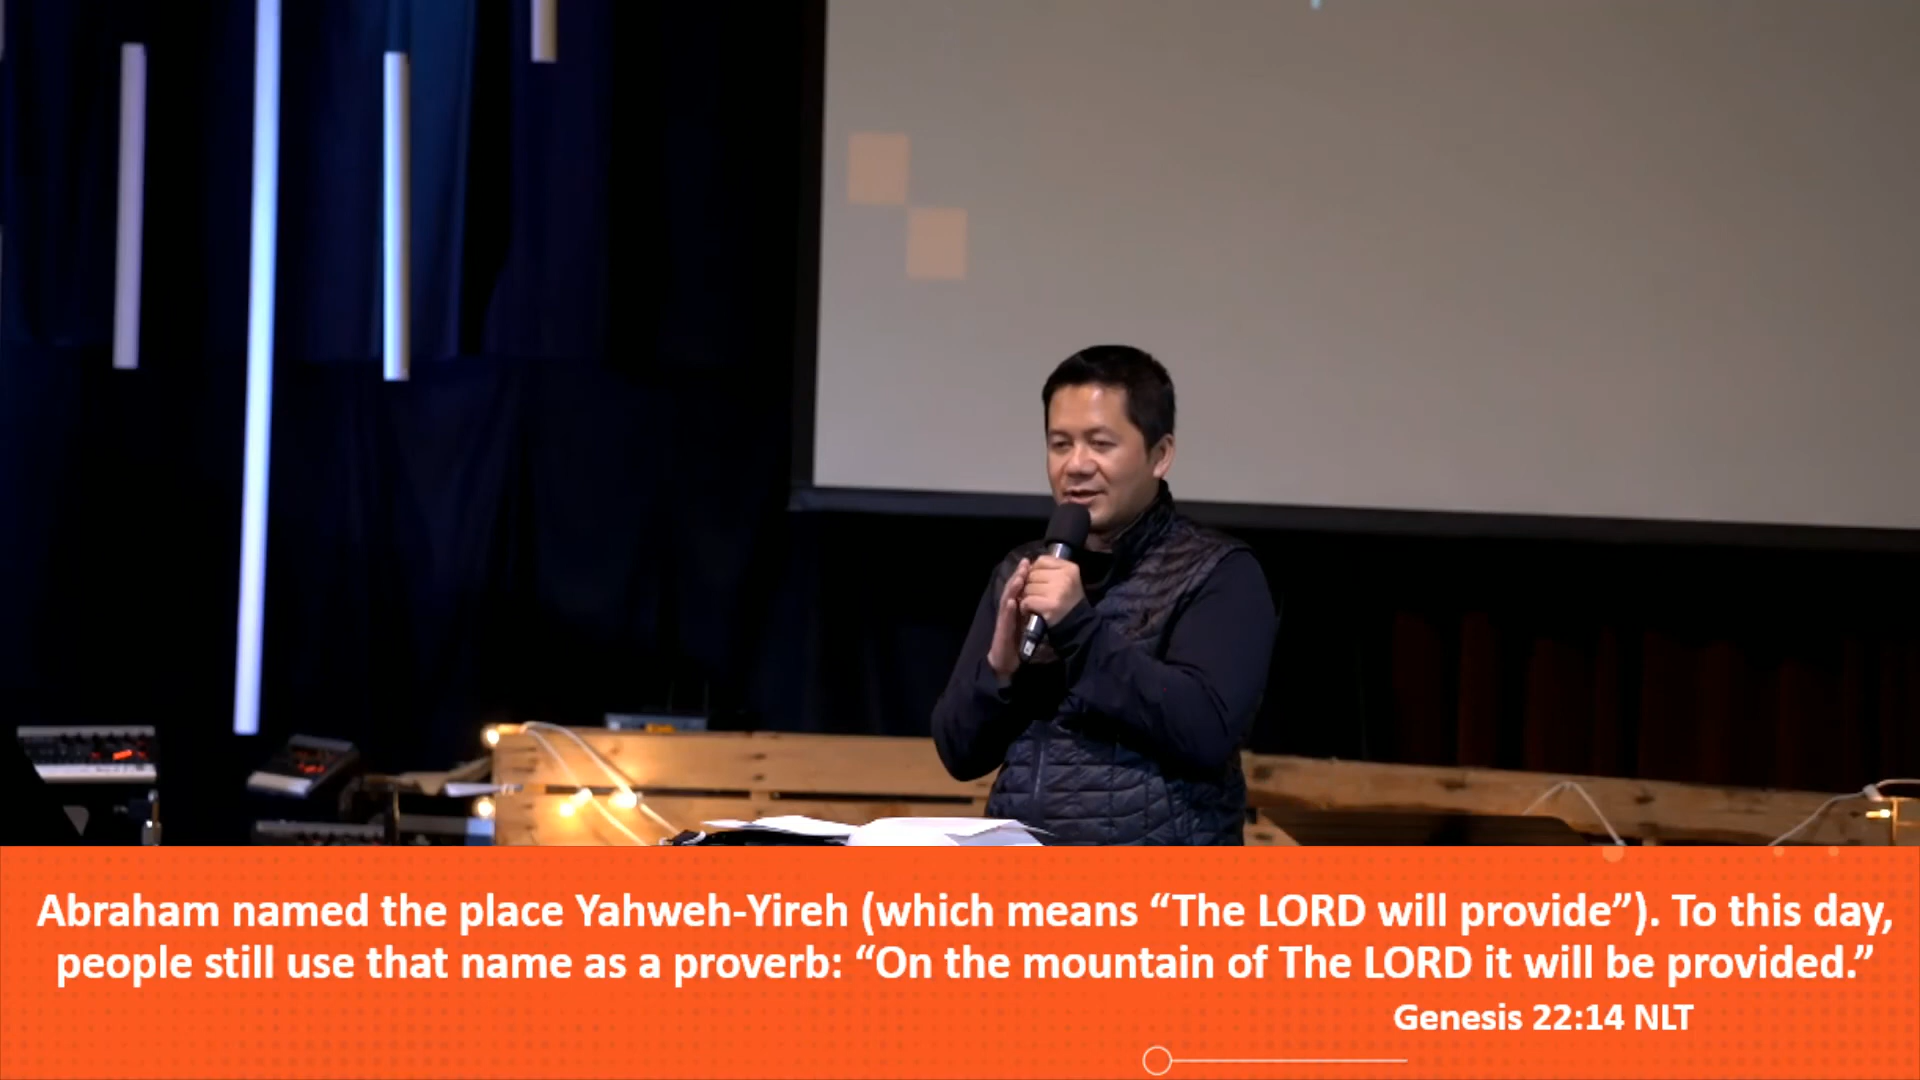 Abraham named the place Yahweh-Yireh (which means “The LORD will provide”). To this day,
people still use that name as a proverb: “On the mountain of The LORD it will be provided.”
Genesis 22:14 NLT